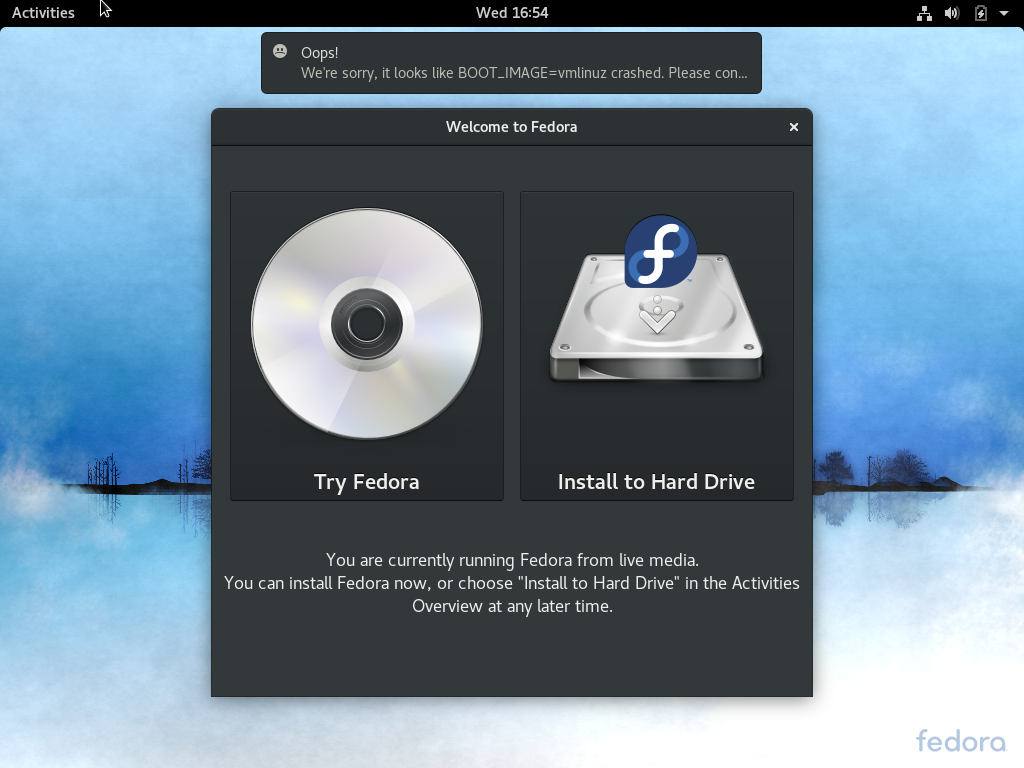 Activities
Wed 16:54
Oops!
We're sorry, it looks like BOOT_IMAGE=vmlinuz crashed. Please con...
Welcome to Fedora
Try Fedora
Install to Hard Drive
You are currently running Fedora from live media.
You can install Fedora now, or choose "Install to Hard Drive" in the Activities
Overview at any later time.
fedora